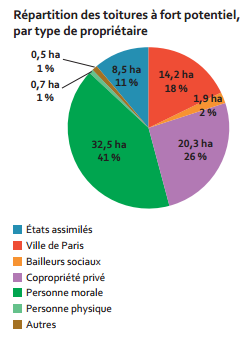 Répartition des toitures à fort potentiel,
par type de propriétaire
0,5 ha
1 %
0,7 ha
1 %
8,5 ha
11 %
14,2 ha
18 %
1,9 ha
2 %
20,3 ha
26 %
32,5 ha
41 %
États assimilés
Ville de Paris
Bailleurs sociaux
Copropriété privé
Personne morale
Personne physique
Autres